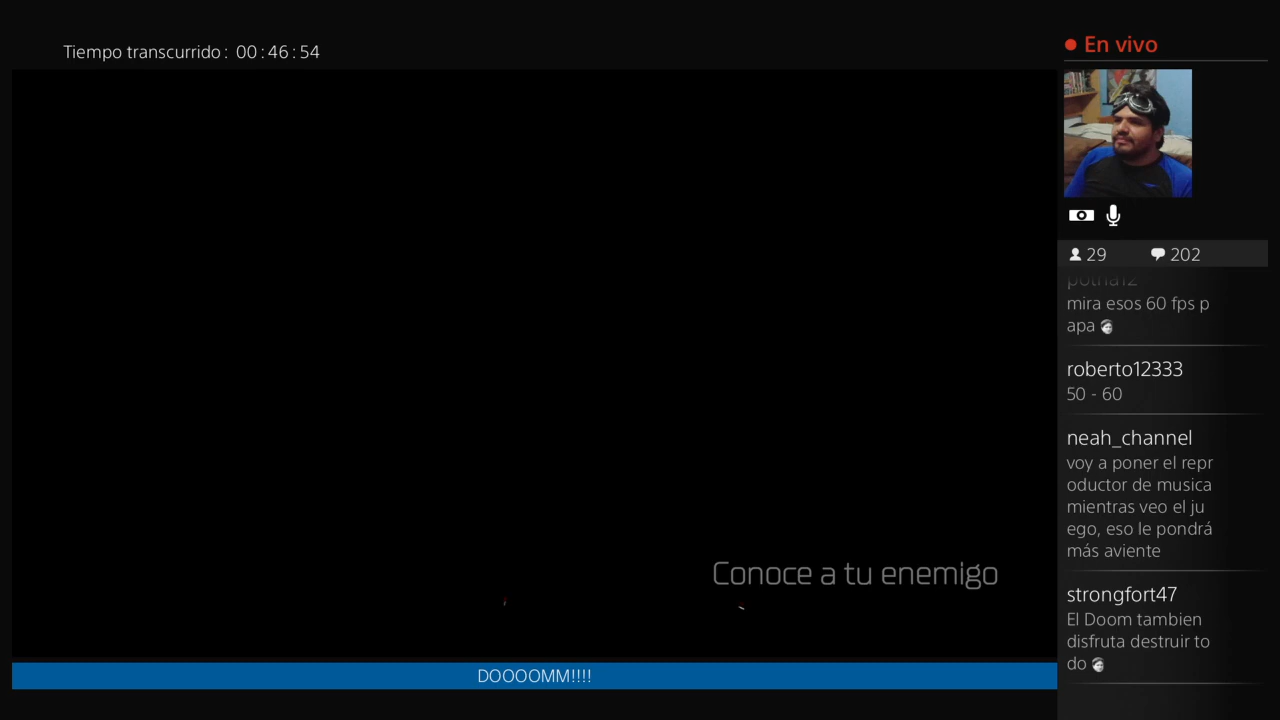 Tiempo transcurrido : 00 : 46 : 54
En vivo
29 202
mira esos 60 fps p
apa
roberto12333
50 - 60
neah_channel
voy a poner el repr
oductor de musica
mientras veo el ju
ego, eso le pondrá
más aviente
strongfort47
El Doom tambien
disfruta destruir to
do
Conoce a tu enemigo
DOOOOMM!!!!